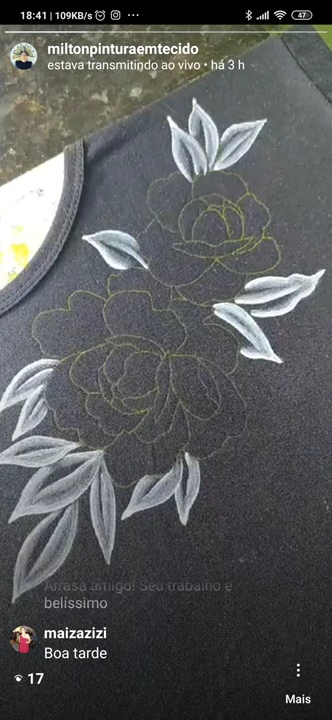 18:41 | 109KB/s
47
miltonpinturaemtecido
estava transmitindo ao vivo • há 3 h
Arrasa amigo! Seu trabalho é
belíssimo
maizazizi
Boa tarde
17
Mais